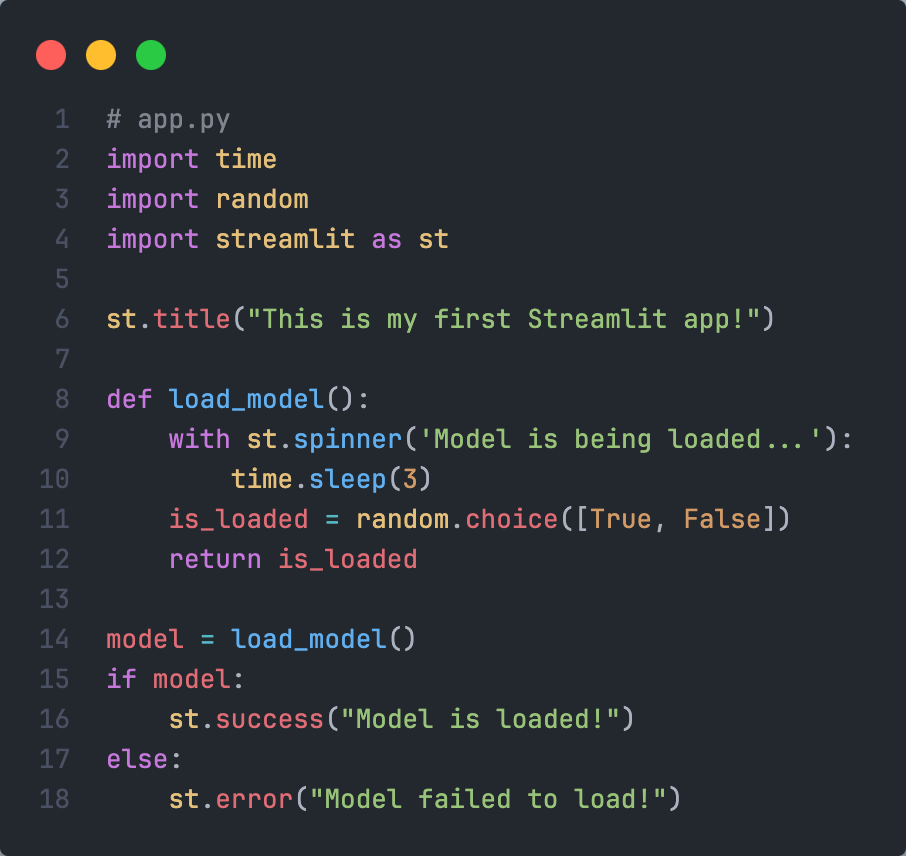 1 # app.py
2 import time
3 import random
4 import streamlit as st
5
6 st.title("This is my first Streamlit app!")
7
8 def load_model():
9     with st.spinner('Model is being loaded...'):
10         time.sleep(3)
11     is_loaded = random.choice([True, False])
12     return is_loaded
13
14 model = load_model()
15 if model:
16     st.success("Model is loaded!")
17 else:
18     st.error("Model failed to load!")